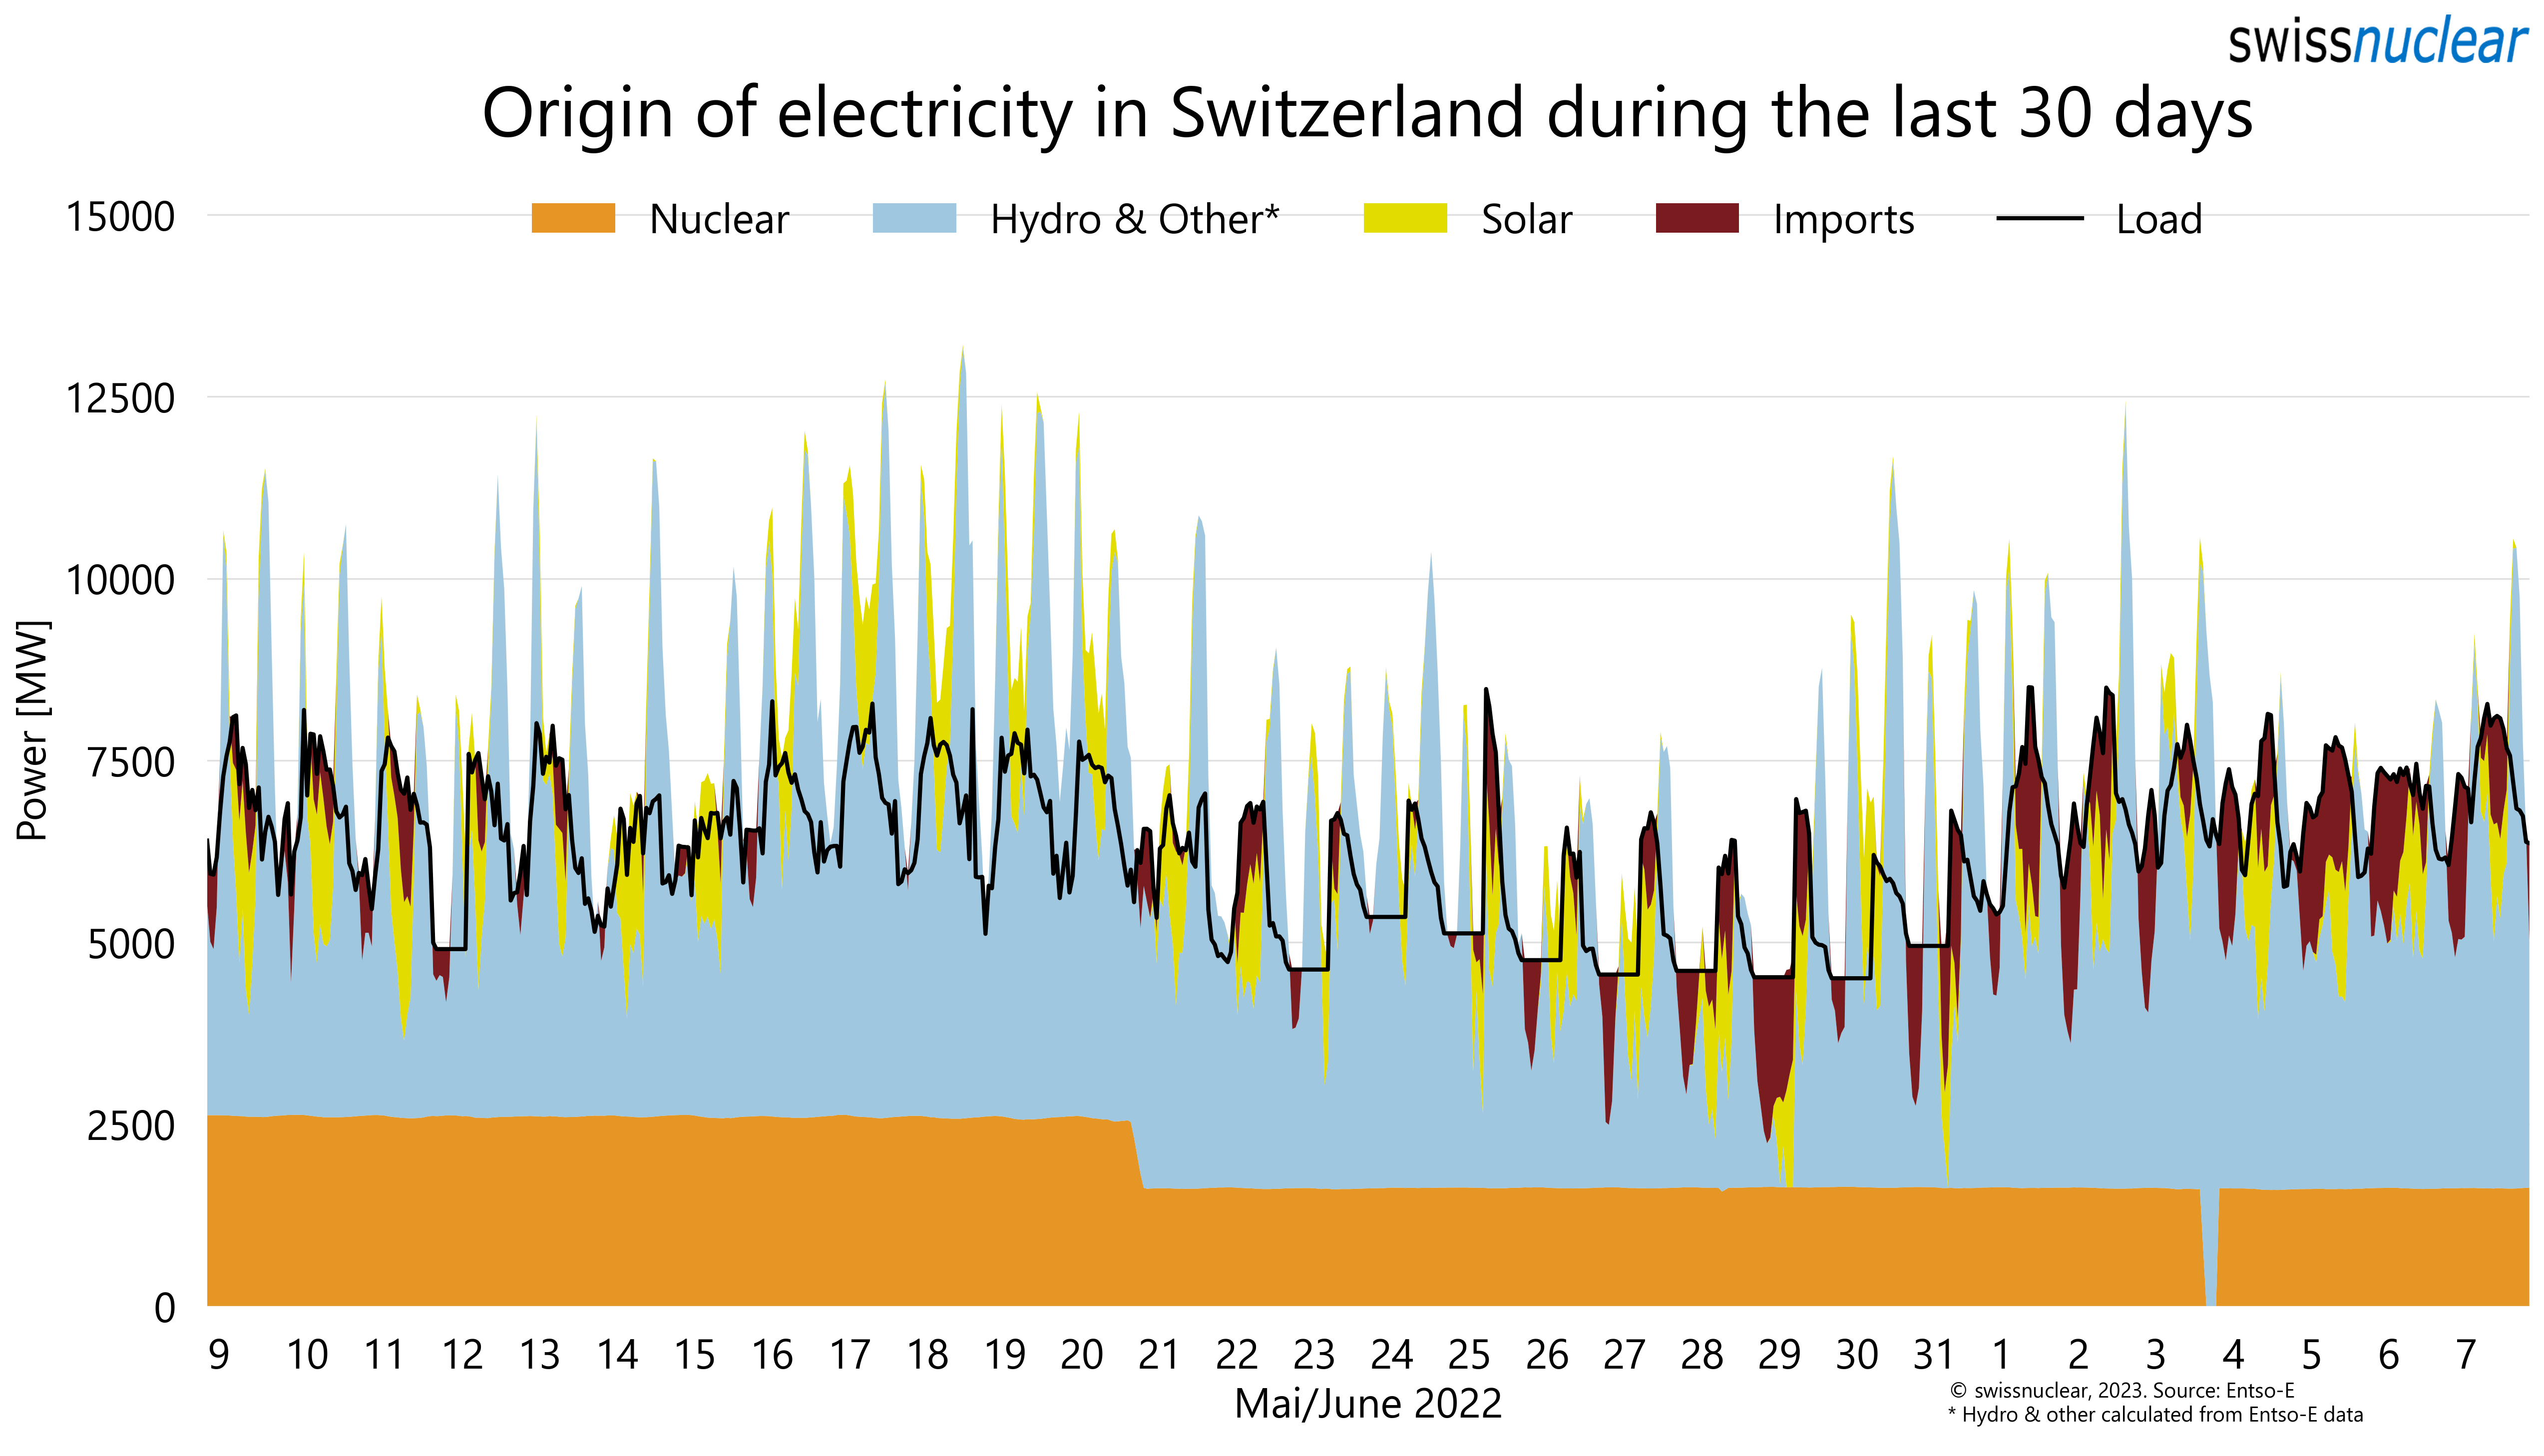 swissnuclear
Origin of electricity in Switzerland during the last 30 days
Nuclear Hydro & Other* Solar Imports Load
15000
12500
10000
7500
5000
2500
0
Power [MW]
9 10 11 12 13 14 15 16 17 18 19 20 21 22 23 24 25 26 27 28 29 30 31 1 2 3 4 5 6 7
Mai/June 2022
© swissnuclear, 2023. Source: Entso-E
* Hydro & other calculated from Entso-E data